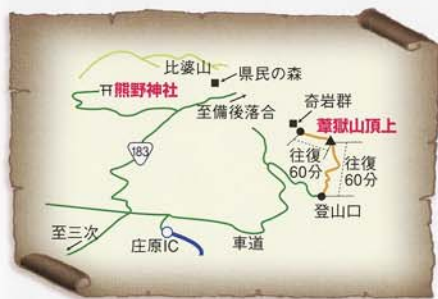 比婆山
県民の森
熊野神社
至備後落合
奇岩群
葦嶽山頂上
183
往復
60分
往復
60分
登山口
至三次
庄原IC
車道